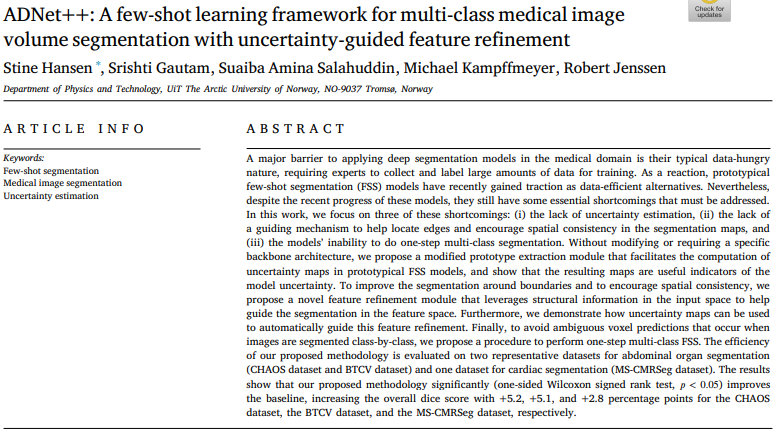 Check for
updates
ADNet++: A few-shot learning framework for multi-class medical image
volume segmentation with uncertainty-guided feature refinement
Stine Hansen *, Srishti Gautam, Suaiba Amina Salahuddin, Michael Kampffmeyer, Robert Jenssen
Department of Physics and Technology, UiT The Arctic University of Norway, NO-9037 Tromsø, Norway
ARTICLE INFO
Keywords:
Few-shot segmentation
Medical image segmentation
Uncertainty estimation
ABSTRACT
A major barrier to applying deep segmentation models in the medical domain is their typical data-hungry
nature, requiring experts to collect and label large amounts of data for training. As a reaction, prototypical
few-shot segmentation (FSS) models have recently gained traction as data-efficient alternatives. Nevertheless,
despite the recent progress of these models, they still have some essential shortcomings that must be addressed.
In this work, we focus on three of these shortcomings: (i) the lack of uncertainty estimation, (ii) the lack of
a guiding mechanism to help locate edges and encourage spatial consistency in the segmentation maps, and
(iii) the models' inability to do one-step multi-class segmentation. Without modifying or requiring a specific
backbone architecture, we propose a modified prototype extraction module that facilitates the computation of
uncertainty maps in prototypical FSS models, and show that the resulting maps are useful indicators of the
model uncertainty. To improve the segmentation around boundaries and to encourage spatial consistency, we
propose a novel feature refinement module that leverages structural information in the input space to help
guide the segmentation in the feature space. Furthermore, we demonstrate how uncertainty maps can be used
to automatically guide this feature refinement. Finally, to avoid ambiguous voxel predictions that occur when
images are segmented class-by-class, we propose a procedure to perform one-step multi-class FSS. The efficiency
of our proposed methodology is evaluated on two representative datasets for abdominal organ segmentation
(CHAOS dataset and BTCV dataset) and one dataset for cardiac segmentation (MS-CMRSeg dataset). The results
show that our proposed methodology significantly (one-sided Wilcoxon signed rank test, p < 0.05) improves
the baseline, increasing the overall dice score with +5.2, +5.1, and +2.8 percentage points for the CHAOS
dataset, the BTCV dataset, and the MS-CMRSeg dataset, respectively.